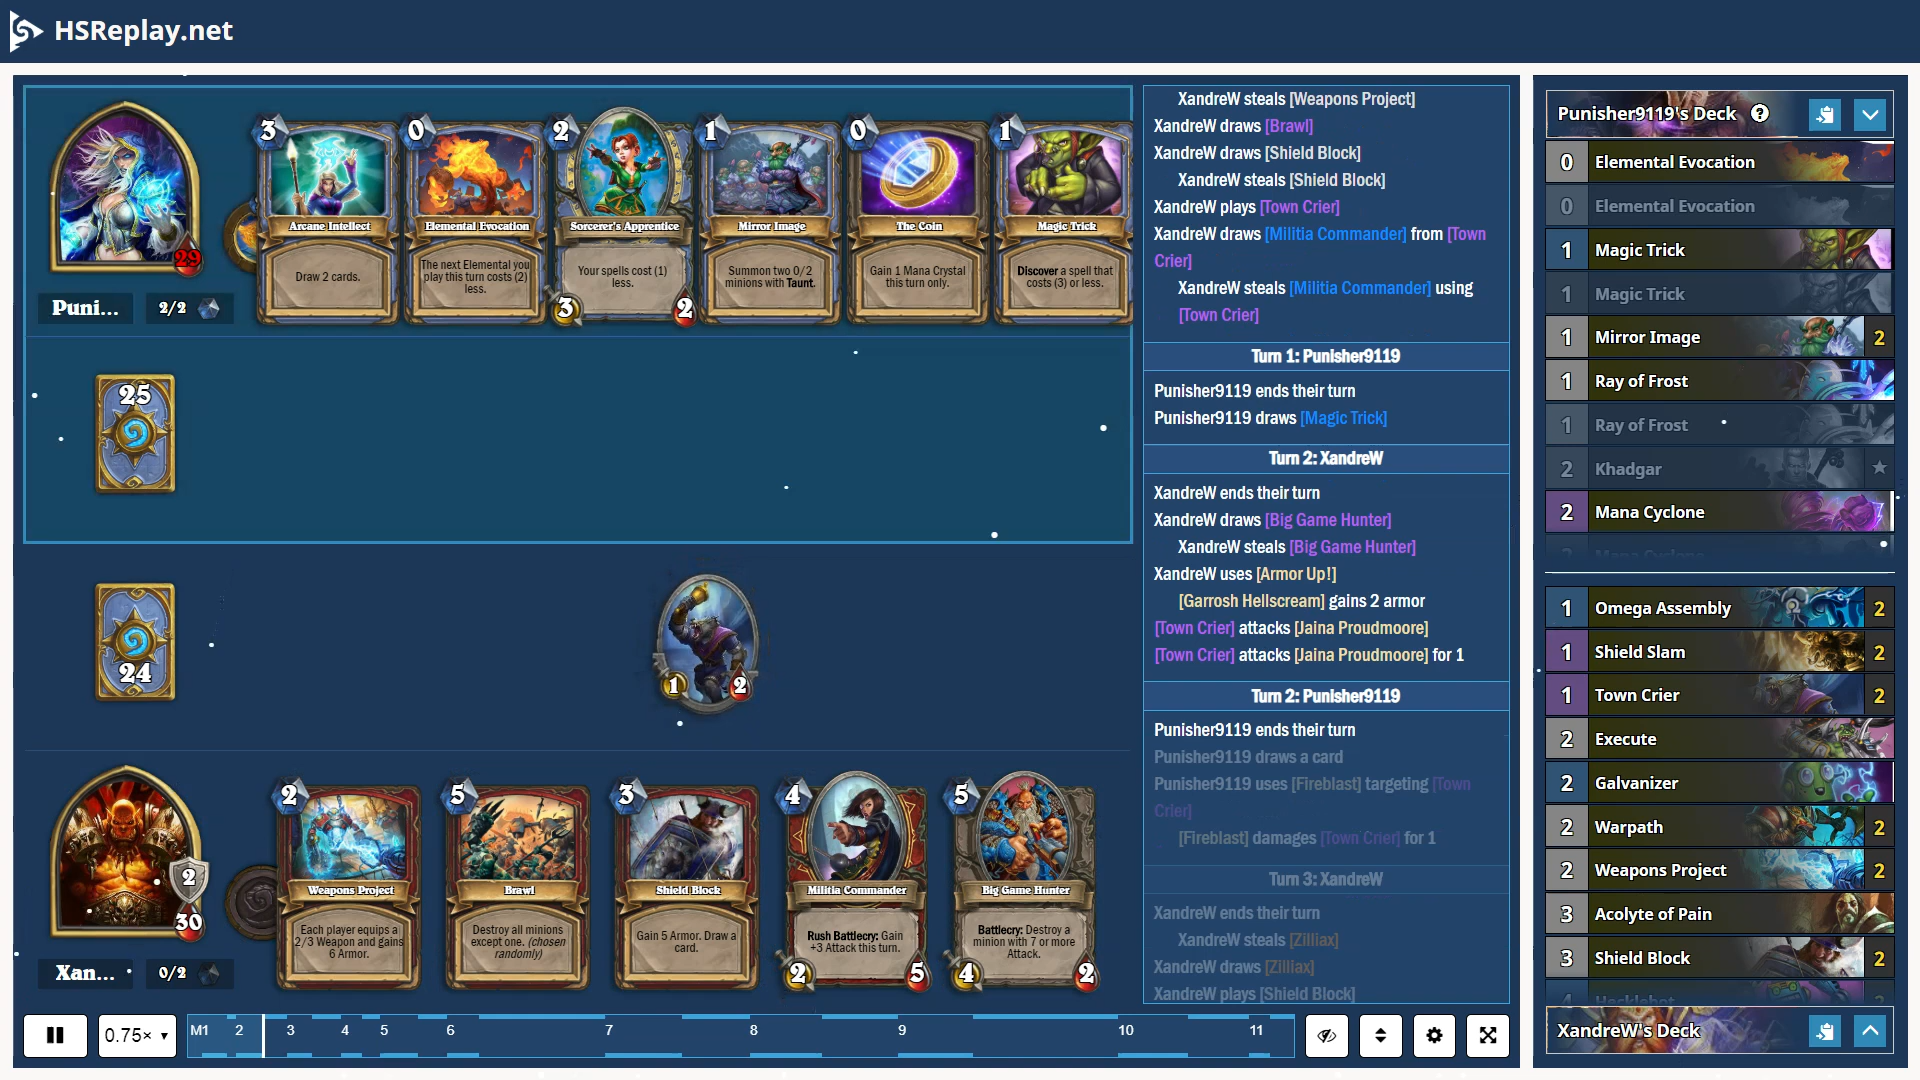 HSReplay.net
29
Puni...
2/2
3
Arcane Intellect
Draw 2 cards.
0
Elemental Evocation
The next Elemental you
play this turn costs (2)
less.
2
Sorcerer's Apprentice
Your spells cost (1)
less.
3
2
1
Mirror Image
Summon two 0/2
minions with Taunt.
0
The Coin
Gain 1 Mana Crystal
this turn only.
1
Magic Trick
Discover a spell that
costs (3) or less.
25
24
1
2
2
30
Xan...
0/2
2
Weapons Project
Each player equips a
2/3 Weapon and gains
6 Armor.
5
Brawl
Destroy all minions
except one. (chosen
randomly)
3
Shield Block
Gain 5 Armor. Draw a
card.
4
Militia Commander
Rush Battlecry: Gain
+3 Attack this turn.
2
5
5
Big Game Hunter
Battlecry: Destroy a
minion with 7 or more
Attack.
4
2
XandreW steals [Weapons Project]
XandreW draws [Brawl]
XandreW draws [Shield Block]
XandreW steals [Shield Block]
XandreW plays [Town Crier]
XandreW draws [Militia Commander] from [Town
Crier]
XandreW steals [Militia Commander] using
[Town Crier]
Turn 1: Punisher9119
Punisher9119 ends their turn
Punisher9119 draws [Magic Trick]
Turn 2: XandreW
XandreW ends their turn
XandreW draws [Big Game Hunter]
XandreW steals [Big Game Hunter]
XandreW uses [Armor Up!]
[Garrosh Hellscream] gains 2 armor
[Town Crier] attacks [Jaina Proudmoore]
[Town Crier] attacks [Jaina Proudmoore] for 1
Turn 2: Punisher9119
Punisher9119 ends their turn
Punisher9119 draws a card
Punisher9119 uses [Fireblast] targeting [Town
Crier]
[Fireblast] damages [Town Crier] for 1
Turn 3: XandreW
XandreW ends their turn
XandreW steals [Zilliax]
XandreW draws [Zilliax]
XandreW plays [Shield Block]
0.75×
M1 2 3 4 5 6 7 8 9 10 11
Punisher9119's Deck ?
0 Elemental Evocation
0 Elemental Evocation
1 Magic Trick
1 Magic Trick
1 Mirror Image 2
1 Ray of Frost
1 Ray of Frost
2 Khadgar
2 Mana Cyclone
2 Mana Cyclone
1 Omega Assembly 2
1 Shield Slam 2
1 Town Crier 2
2 Execute
2 Galvanizer
2 Warpath 2
2 Weapons Project 2
3 Acolyte of Pain
3 Shield Block 2
4 Hecklebot 2
XandreW's Deck